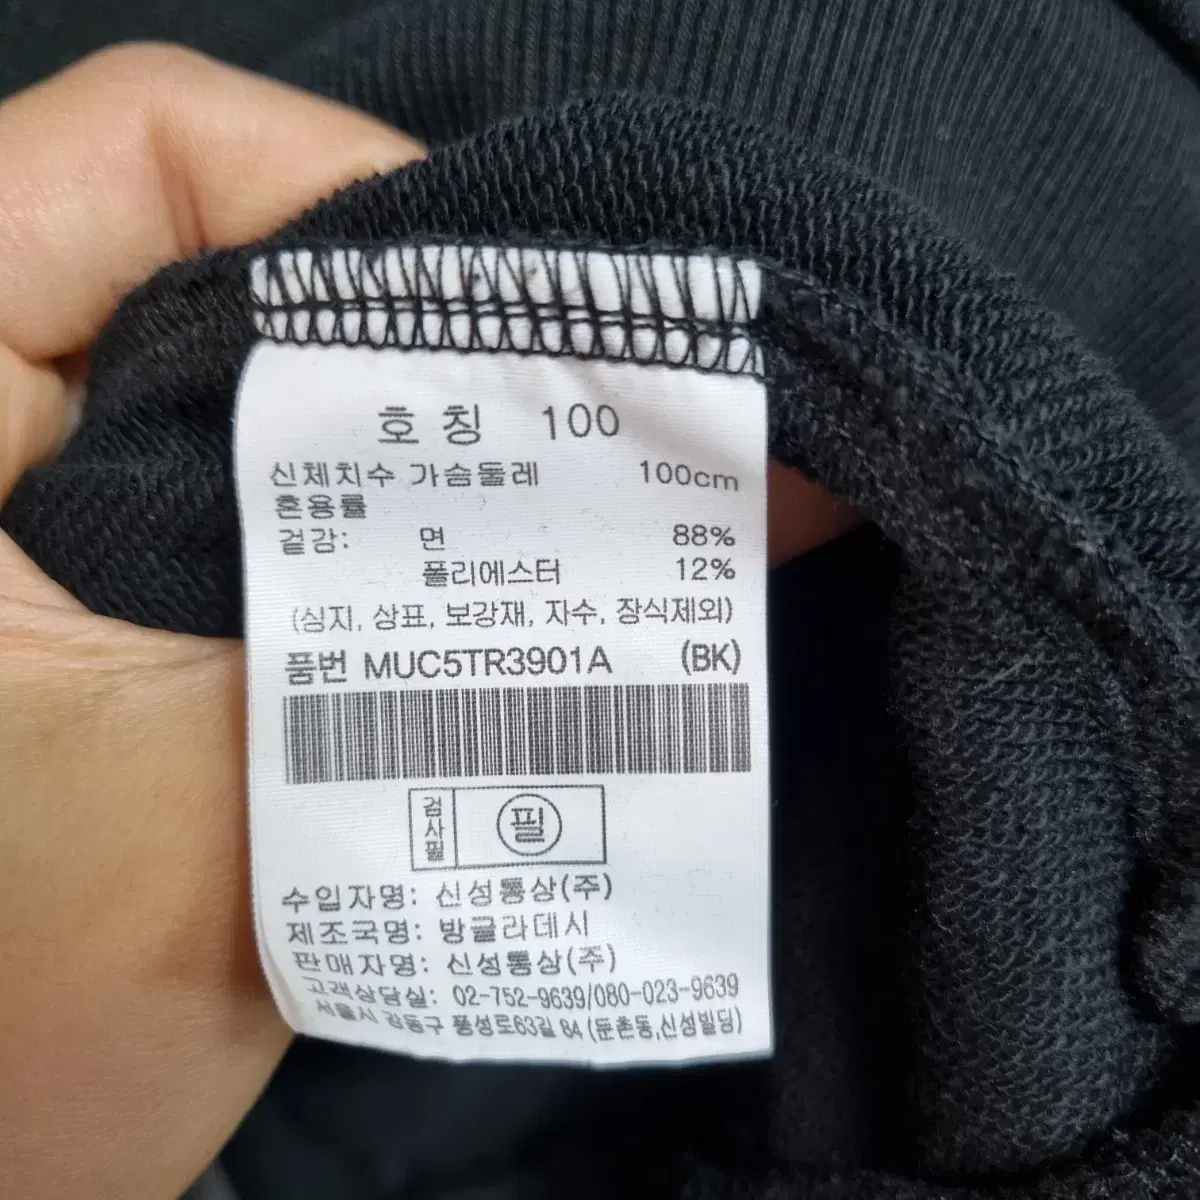 호칭 100
신체치수 가슴둘레 100cm
혼용률
겉감: 면 88%
폴리에스터 12%
(심지, 상표, 보강재, 자수, 장식제외)
품번 MUC5TR3901A (BK)
검사필 필
수입자명: 신성통상(주)
제조국명: 방글라데시
판매자명: 신성통상(주)
고객상담실: 02-752-9639/080-023-9639
서울시 강동구 풍성로63길 84 (둔촌동,신성빌딩)